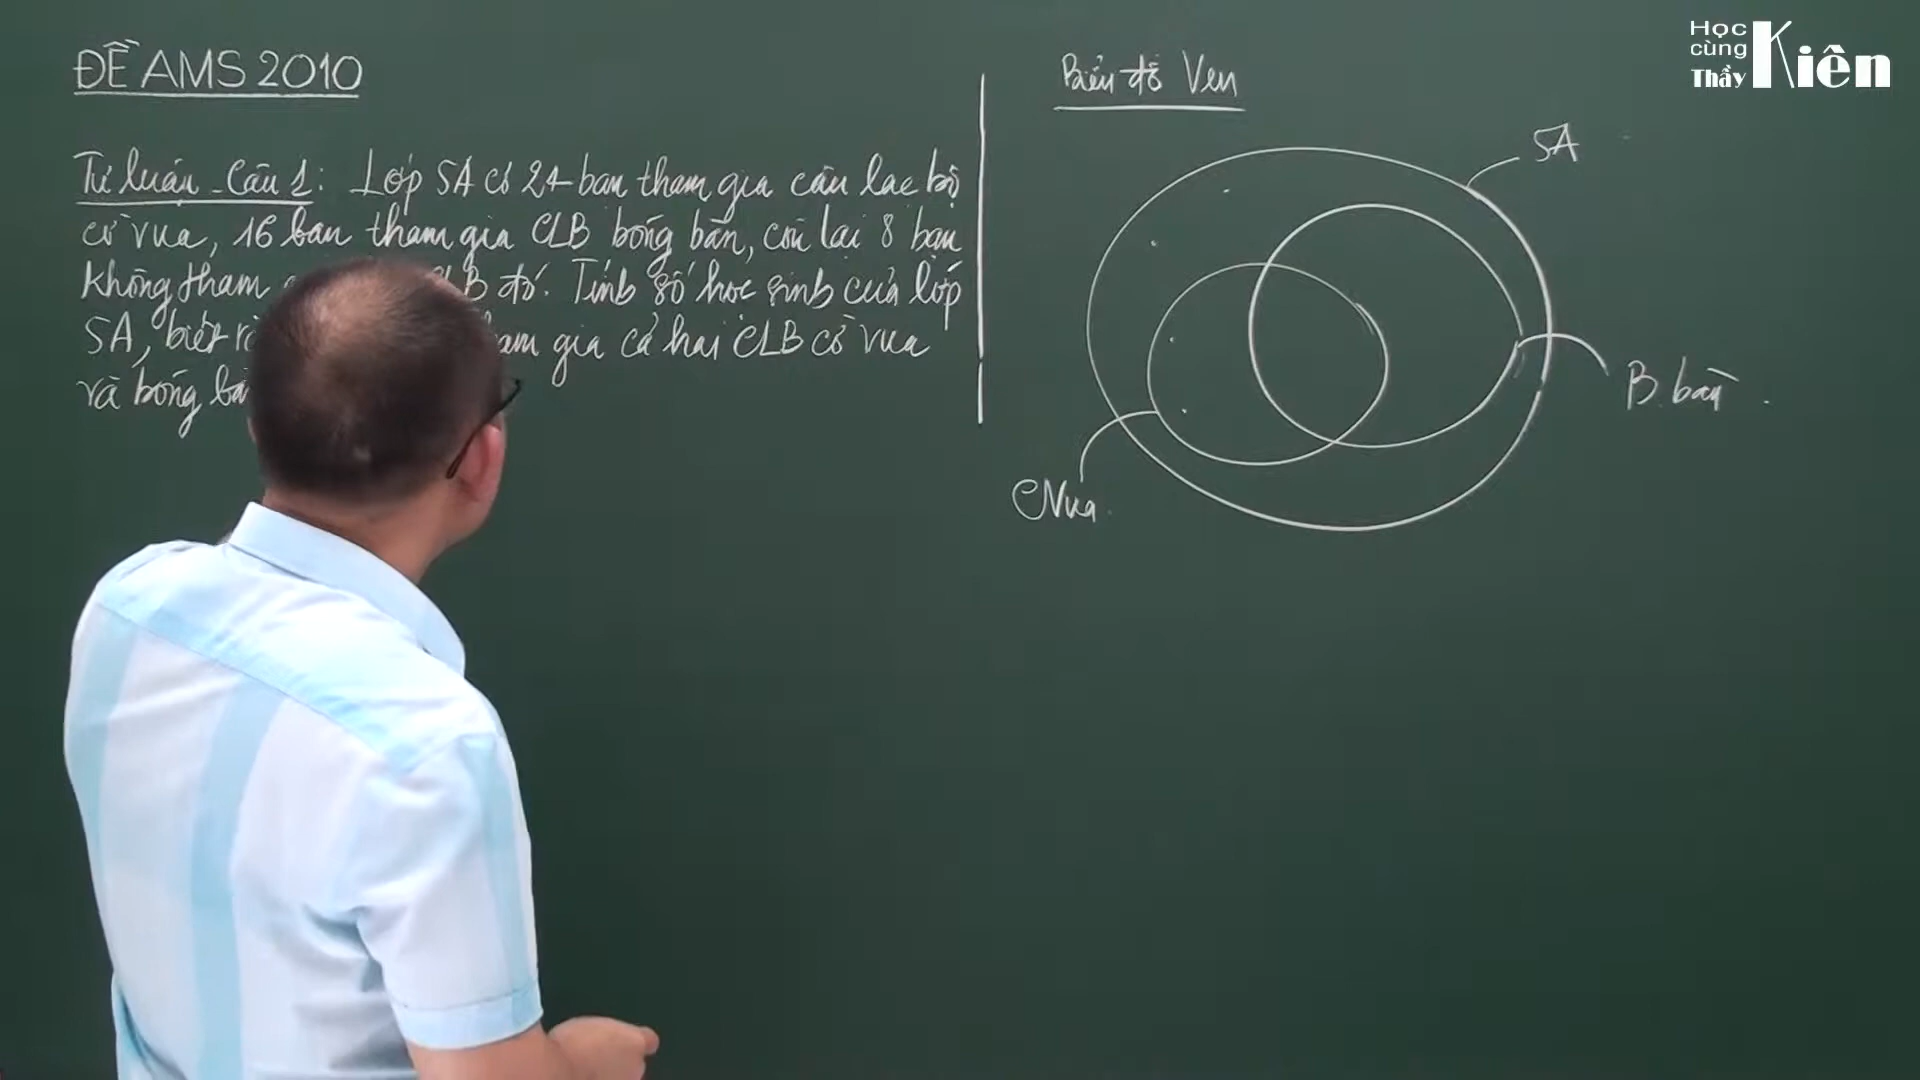 ĐỀ AMS 2010
Tự luận - Câu 1: Lớp 5A có 24 bạn tham gia câu lạc bộ
cờ vua, 16 bạn tham gia CLB bóng bàn, còn lại 8 bạn
không tham đó. Tính số học sinh của lớp
5A, biết gia cả hai CLB cờ vua
và bóng
Biểu đồ Ven
5A
B. bàn
C Vua
Học
cùng
Thầy Kiên